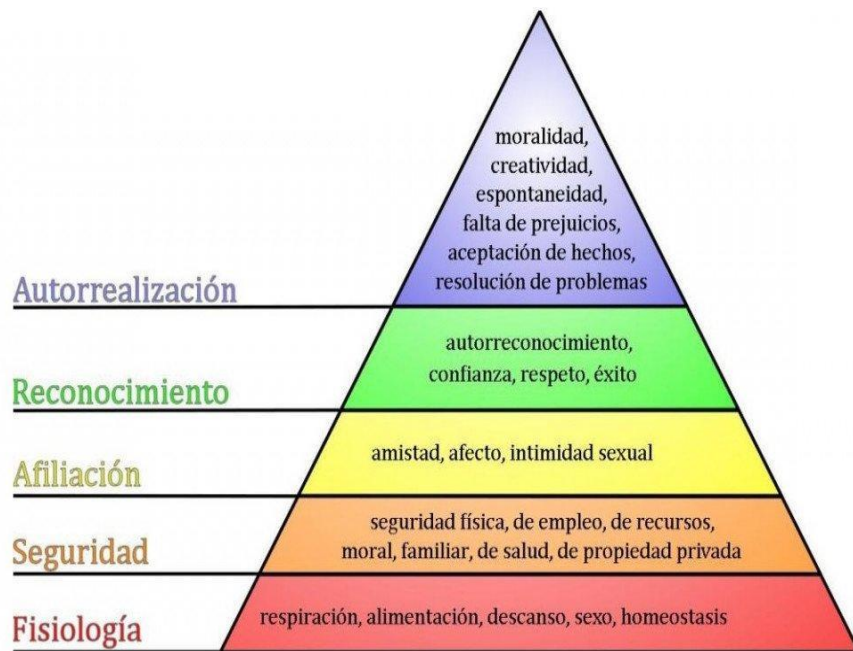 moralidad,
creatividad,
espontaneidad,
falta de prejuicios,
aceptación de hechos,
resolución de problemas
Autorrealización
autorreconocimiento,
confianza, respeto, éxito
Reconocimiento
amistad, afecto, intimidad sexual
Afiliación
seguridad física, de empleo, de recursos,
moral, familiar, de salud, de propiedad privada
Seguridad
respiración, alimentación, descanso, sexo, homeostasis
Fisiología